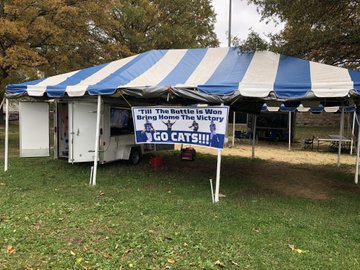 "Till The Battle is Won
Bring Home The Victory
GO CATS!!!